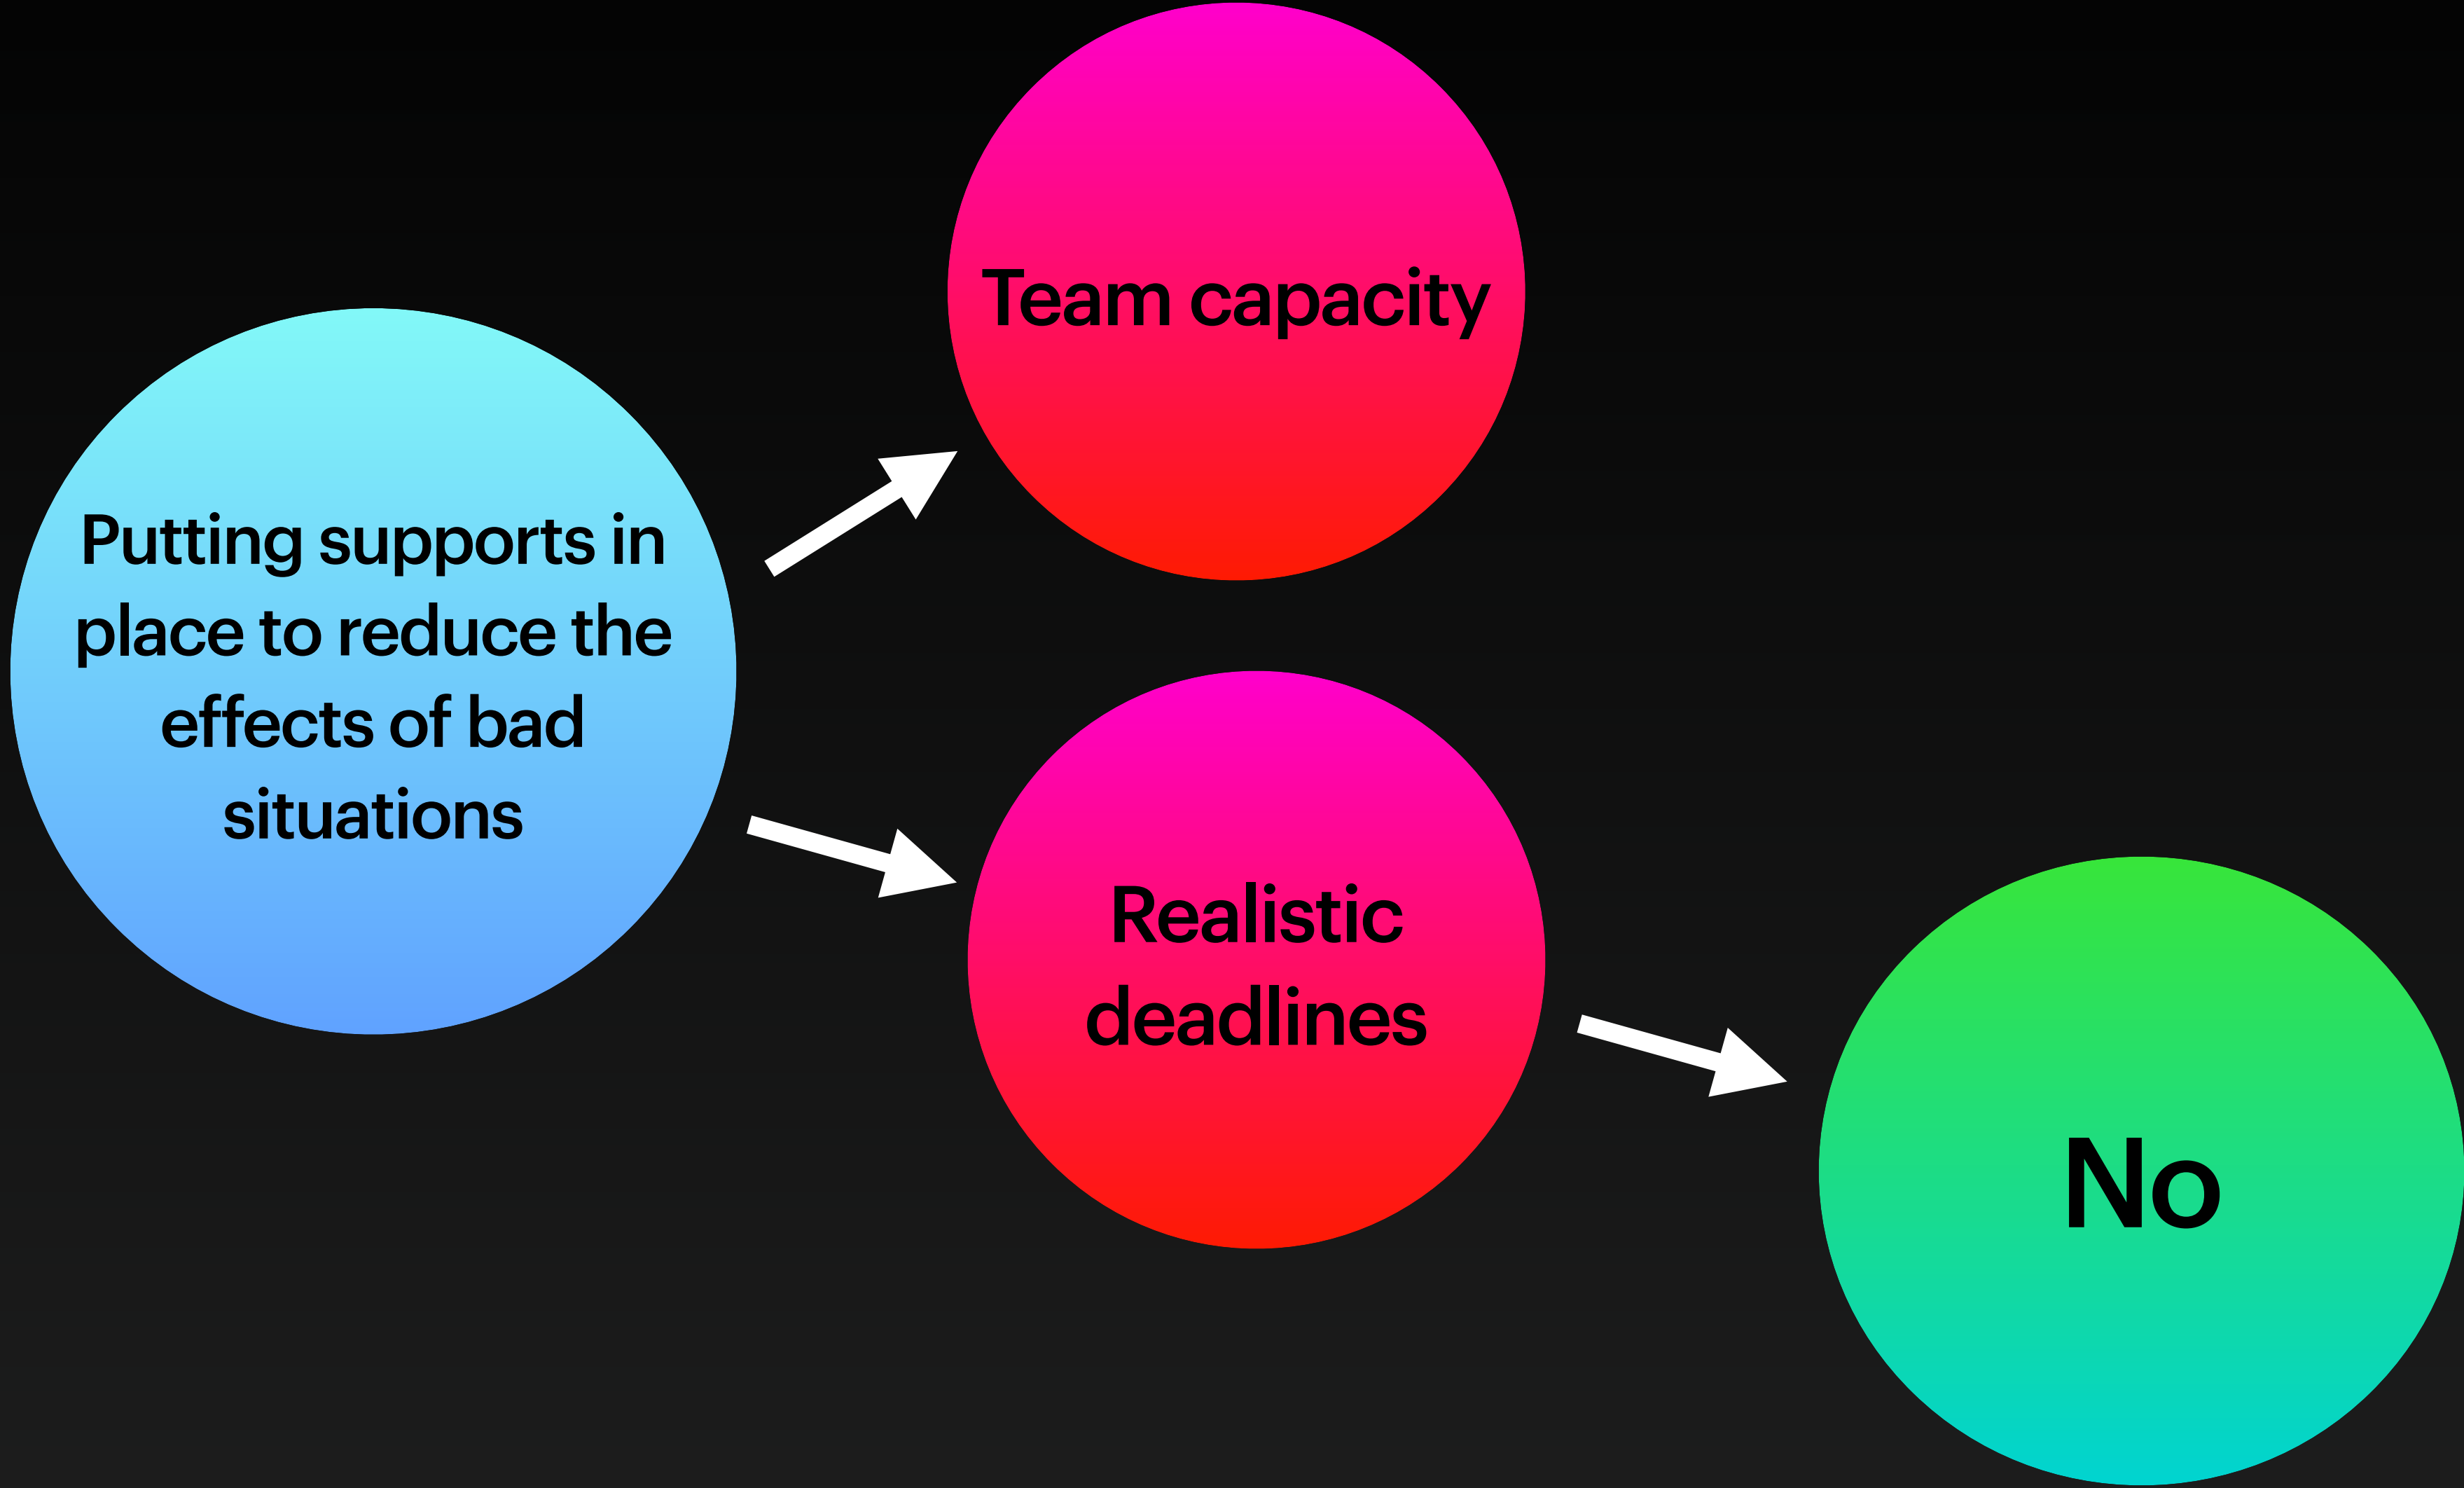 Putting supports in
place to reduce the
effects of bad
situations
Team capacity
Realistic
deadlines
No